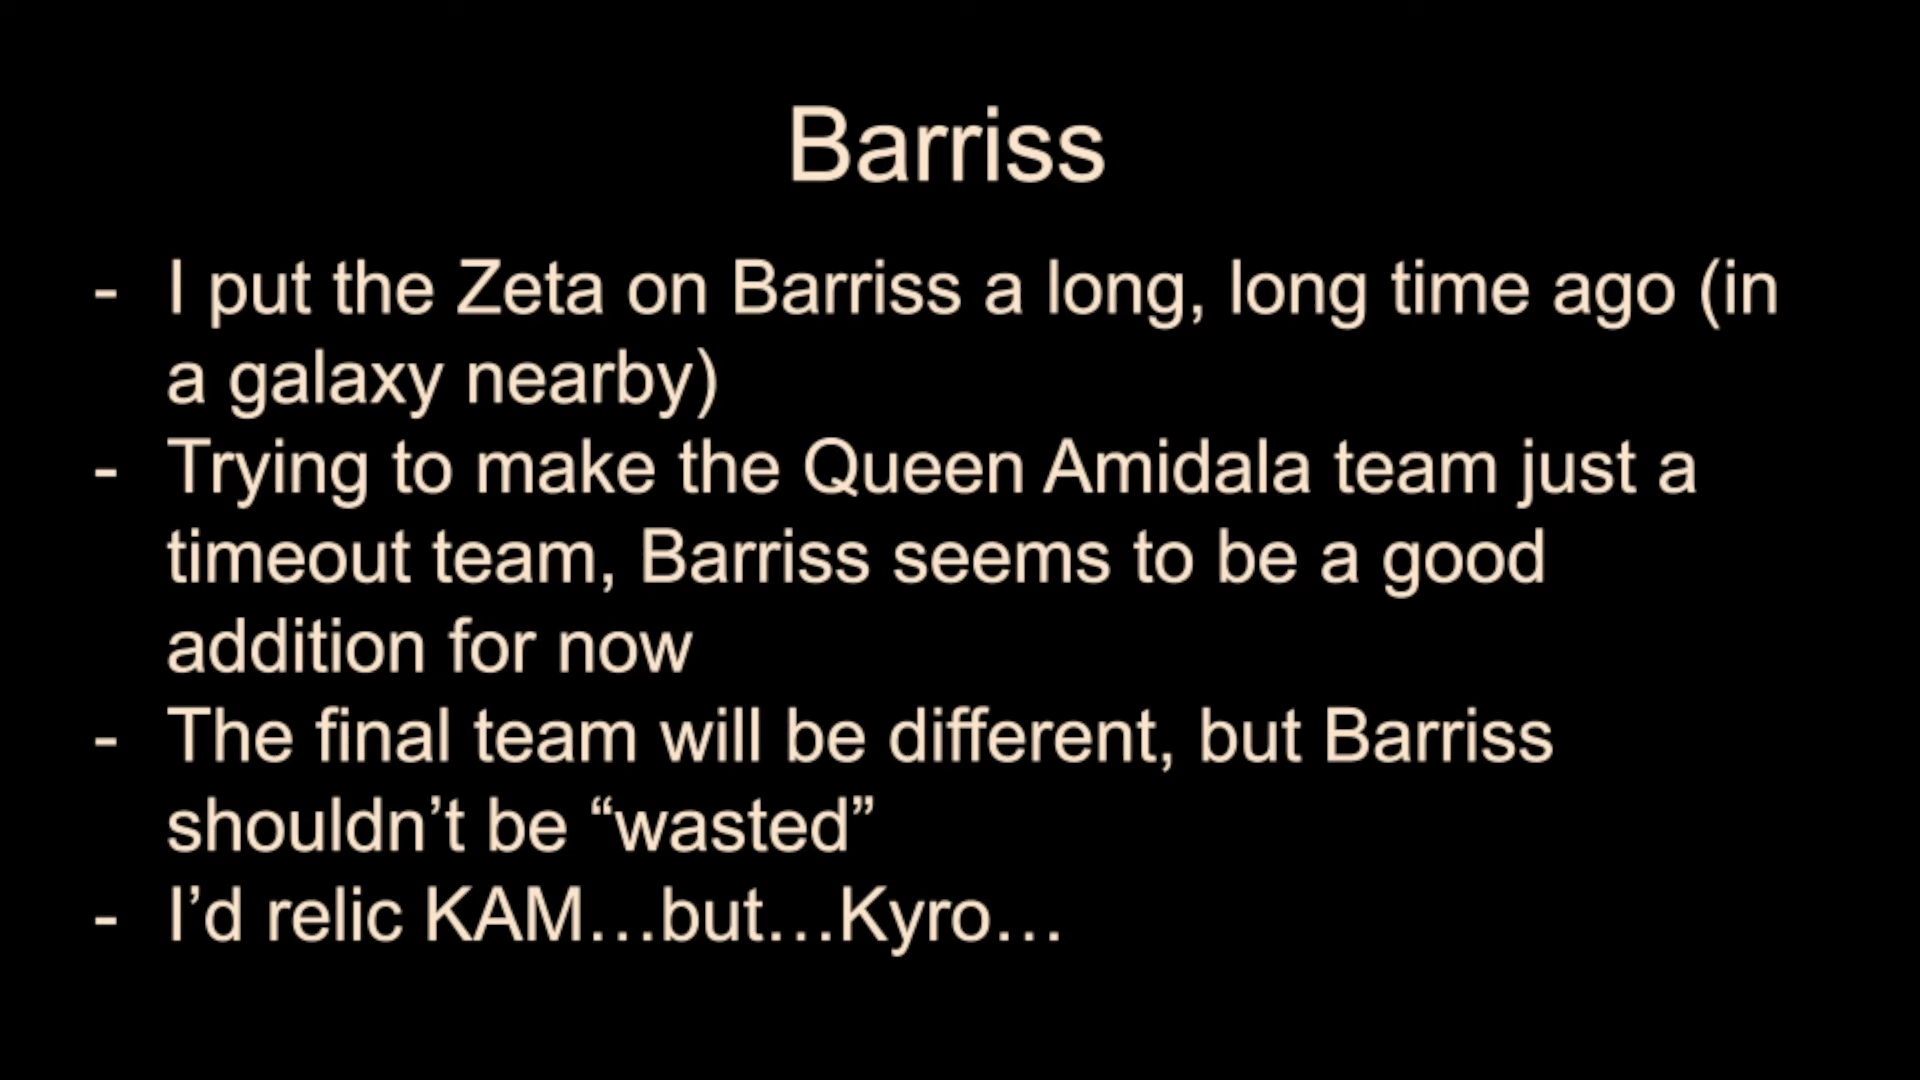 Barriss
- I put the Zeta on Barriss a long, long time ago (in
a galaxy nearby)
- Trying to make the Queen Amidala team just a
timeout team, Barriss seems to be a good
addition for now
- The final team will be different, but Barriss
shouldn’t be “wasted”
- I’d relic KAM…but…Kyro…